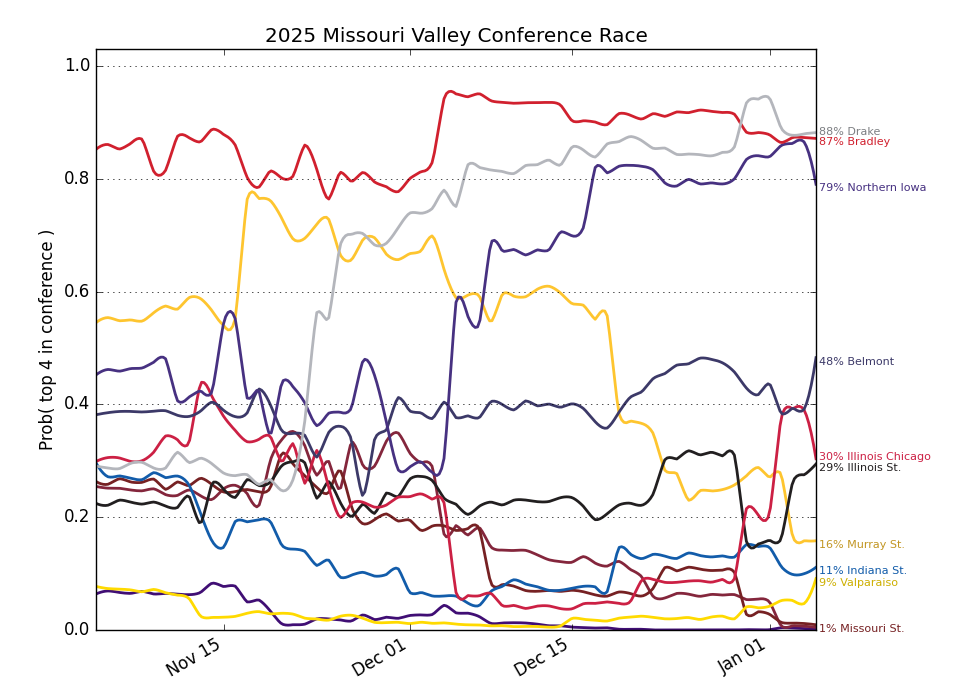 2025 Missouri Valley Conference Race
Prob( top 4 in conference )
1.0
0.8
0.6
0.4
0.2
0.0
Nov 15
Dec 01
Dec 15
Jan 01
88% Drake
87% Bradley
79% Northern Iowa
48% Belmont
30% Illinois Chicago
29% Illinois St.
16% Murray St.
11% Indiana St.
9% Valparaiso
1% Missouri St.